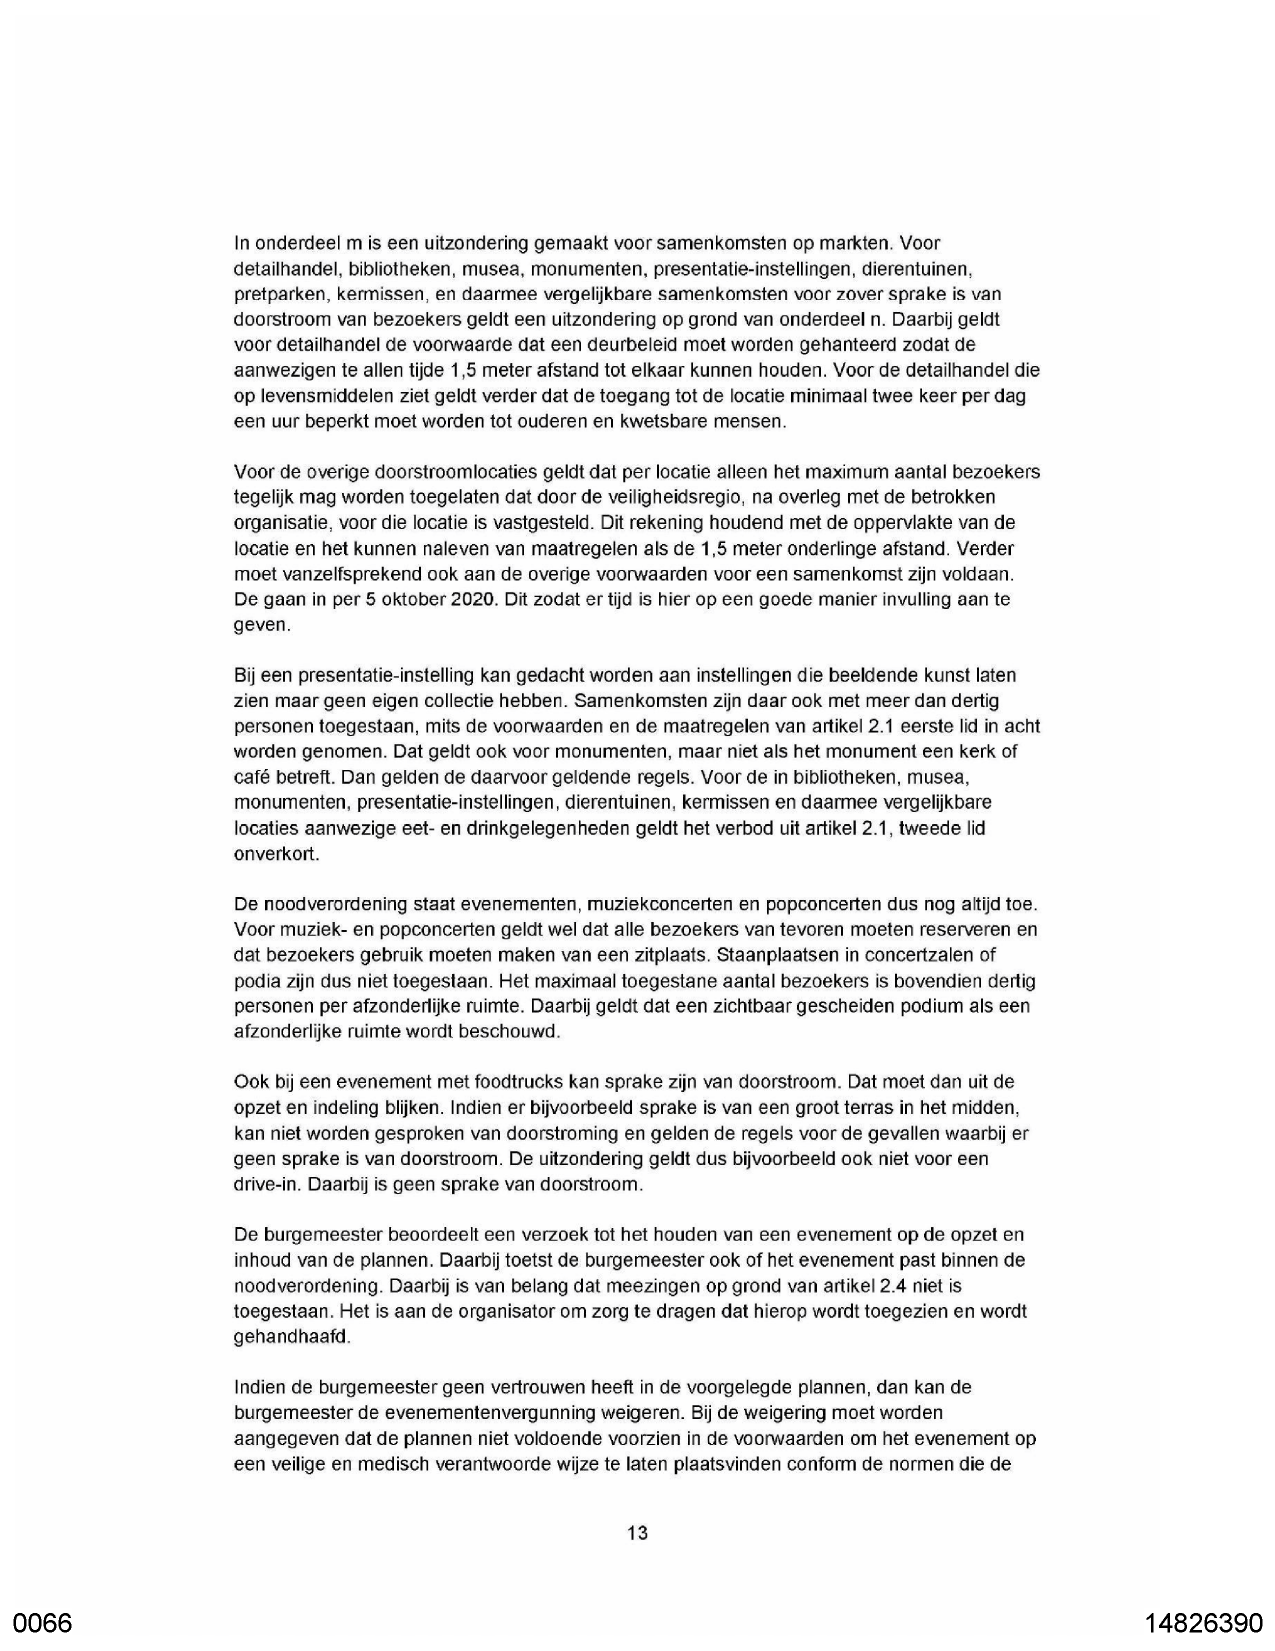 In onderdeel m is een uitzondering gemaakt voor samenkomsten op markten. Voor
detailhandel, bibliotheken, musea, monumenten, presentatie-instellingen, dierentuinen,
pretparken, kermissen, en daarmee vergelijkbare samenkomsten voor zover sprake is van
doorstroom van bezoekers geldt een uitzondering op grond van onderdeel n. Daarbij geldt
voor detailhandel de voorwaarde dat een deurbeleid moet worden gehanteerd zodat de
aanwezigen te allen tijde 1,5 meter afstand tot elkaar kunnen houden. Voor de detailhandel die
op levensmiddelen ziet geldt verder dat de toegang tot de locatie minimaal twee keer per dag
een uur beperkt moet worden tot ouderen en kwetsbare mensen.
Voor de overige doorstroomlocaties geldt dat per locatie alleen het maximum aantal bezoekers
tegelijk mag worden toegelaten dat door de veiligheidsregio, na overleg met de betrokken
organisatie, voor die locatie is vastgesteld. Dit rekening houdend met de oppervlakte van de
locatie en het kunnen naleven van maatregelen als de 1,5 meter onderlinge afstand. Verder
moet vanzelfsprekend ook aan de overige voorwaarden voor een samenkomst zijn voldaan.
De gaan in per 5 oktober 2020. Dit zodat er tijd is hier op een goede manier invulling aan te
geven.
Bij een presentatie-instelling kan gedacht worden aan instellingen die beeldende kunst laten
zien maar geen eigen collectie hebben. Samenkomsten zijn daar ook met meer dan dertig
personen toegestaan, mits de voorwaarden en de maatregelen van artikel 2.1 eerste lid in acht
worden genomen. Dat geldt ook voor monumenten, maar niet als het monument een kerk of
café betreft. Dan gelden de daarvoor geldende regels. Voor de in bibliotheken, musea,
monumenten, presentatie-instellingen, dierentuinen, kermissen en daarmee vergelijkbare
locaties aanwezige eet- en drinkgelegenheden geldt het verbod uit artikel 2.1, tweede lid
onverkort.
De noodverordening staat evenementen, muziekconcerten en popconcerten dus nog altijd toe.
Voor muziek- en popconcerten geldt wel dat alle bezoekers van tevoren moeten reserveren en
dat bezoekers gebruik moeten maken van een zitplaats. Staanplaatsen in concertzalen of
podia zijn dus niet toegestaan. Het maximaal toegestane aantal bezoekers is bovendien dertig
personen per afzonderlijke ruimte. Daarbij geldt dat een zichtbaar gescheiden podium als een
afzonderlijke ruimte wordt beschouwd.
Ook bij een evenement met foodtrucks kan sprake zijn van doorstroom. Dat moet dan uit de
opzet en indeling blijken. Indien er bijvoorbeeld sprake is van een groot terras in het midden,
kan niet worden gesproken van doorstroming en gelden de regels voor de gevallen waarbij er
geen sprake is van doorstroom. De uitzondering geldt dus bijvoorbeeld ook niet voor een
drive-in. Daarbij is geen sprake van doorstroom.
De burgemeester beoordeelt een verzoek tot het houden van een evenement op de opzet en
inhoud van de plannen. Daarbij toetst de burgemeester ook of het evenement past binnen de
noodverordening. Daarbij is van belang dat meezingen op grond van artikel 2.4 niet is
toegestaan. Het is aan de organisator om zorg te dragen dat hierop wordt toegezien en wordt
gehandhaafd.
Indien de burgemeester geen vertrouwen heeft in de voorgelegde plannen, dan kan de
burgemeester de evenementenvergunning weigeren. Bij de weigering moet worden
aangegeven dat de plannen niet voldoende voorzien in de voorwaarden om het evenement op
een veilige en medisch verantwoorde wijze te laten plaatsvinden conform de normen die de
13
0066
14826390